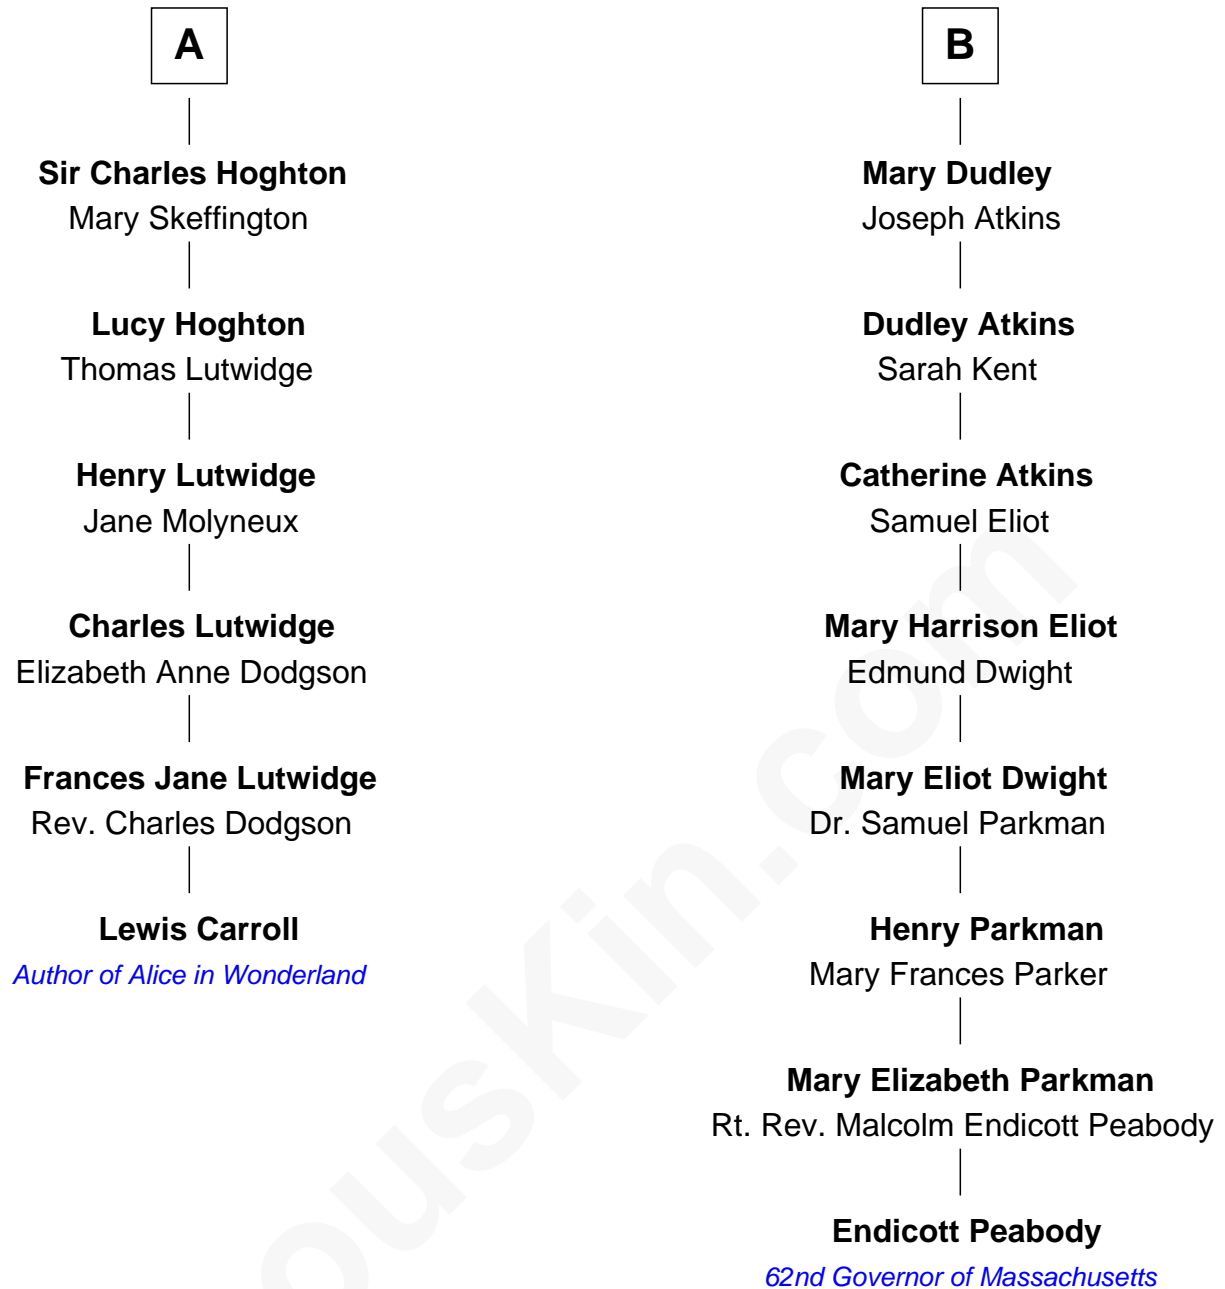 A
Sir Charles Hoghton
Mary Skeffington
Lucy Hoghton
Thomas Lutwidge
Henry Lutwidge
Jane Molyneux
Charles Lutwidge
Elizabeth Anne Dodgson
Frances Jane Lutwidge
Rev. Charles Dodgson
Lewis Carroll
Author of Alice in Wonderland
B
Mary Dudley
Joseph Atkins
Dudley Atkins
Sarah Kent
Catherine Atkins
Samuel Eliot
Mary Harrison Eliot
Edmund Dwight
Mary Eliot Dwight
Dr. Samuel Parkman
Henry Parkman
Mary Frances Parker
Mary Elizabeth Parkman
Rt. Rev. Malcolm Endicott Peabody
Endicott Peabody
62nd Governor of Massachusetts
ousKin.com